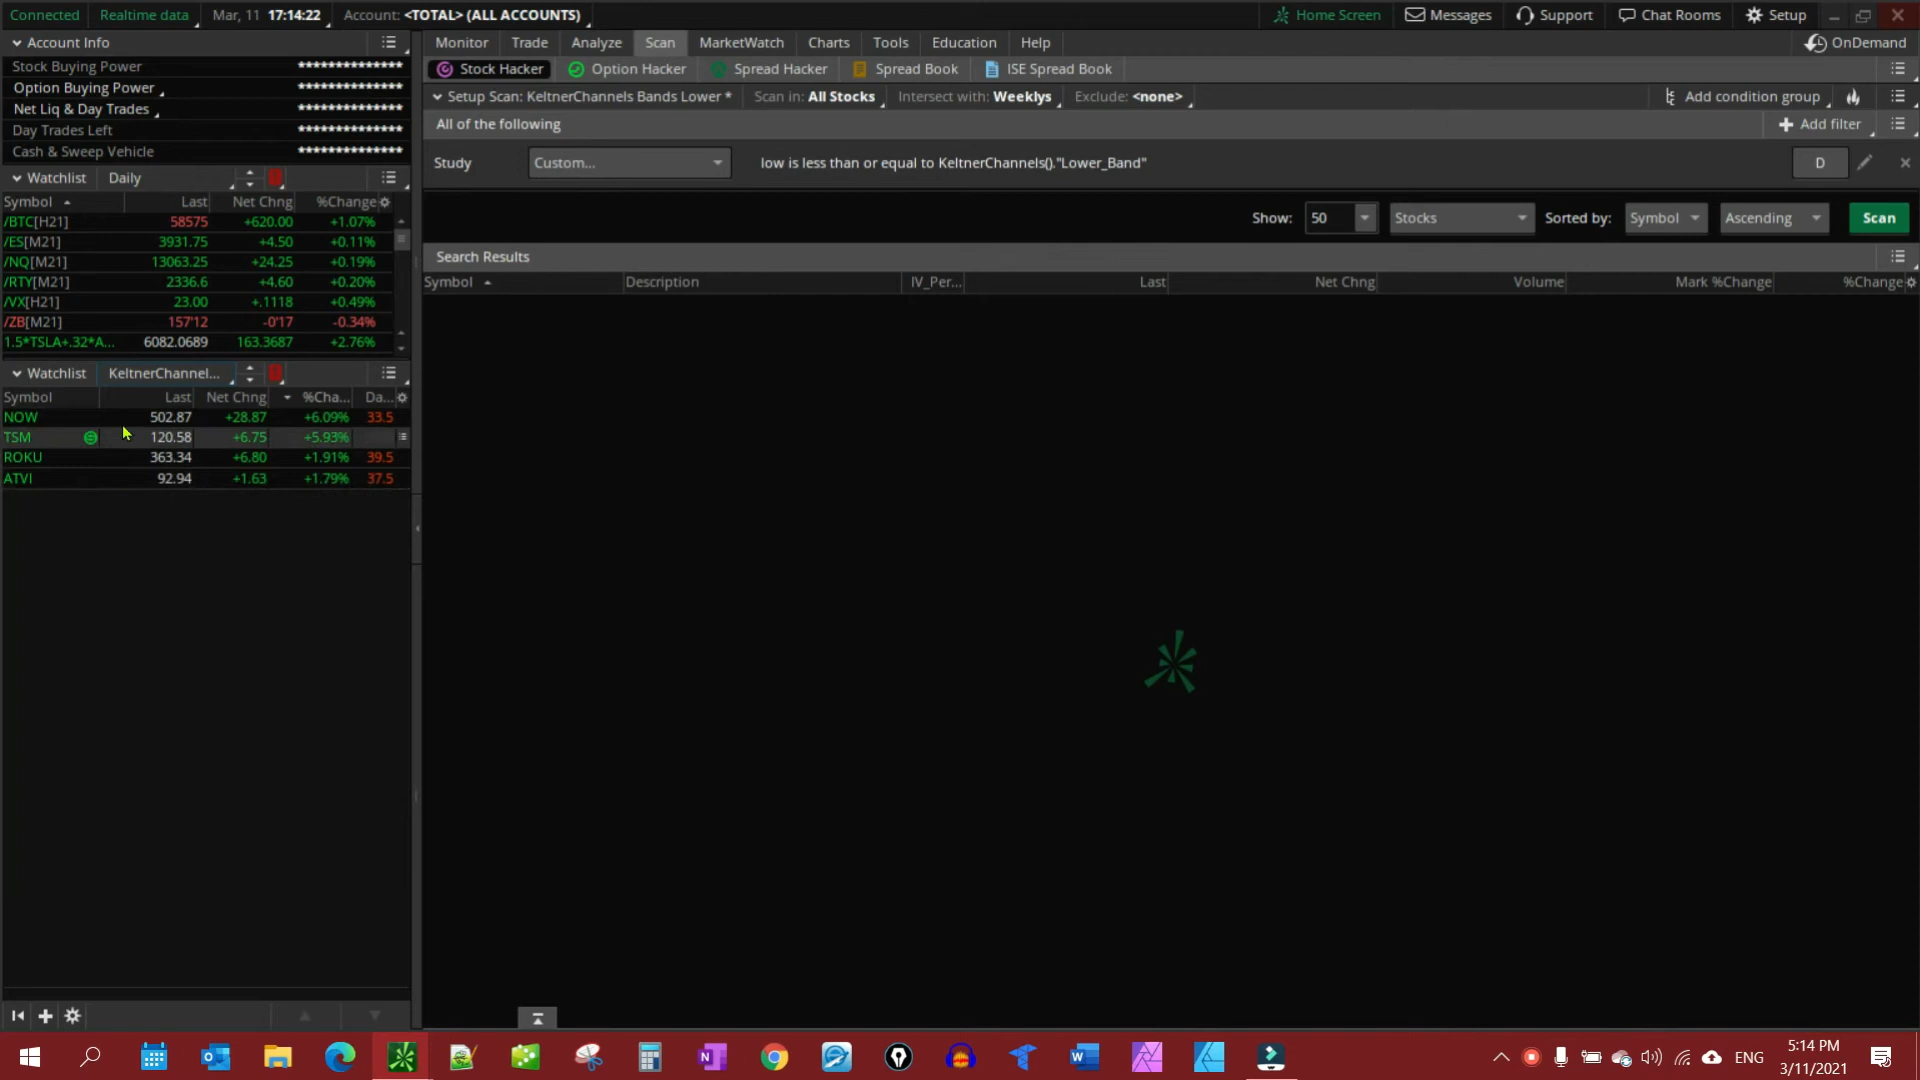 Connected Realtime data Mar, 11 17:14:22 Account: <TOTAL> (ALL ACCOUNTS) Home Screen Messages Support Chat Rooms Setup
Account Info
Stock Buying Power **************
Option Buying Power **************
Net Liq & Day Trades **************
Day Trades Left **************
Cash & Sweep Vehicle **************
Watchlist Daily
Symbol Last Net Chng %Change
/BTC[H21] 58575 +620.00 +1.07%
/ES[M21] 3931.75 +4.50 +0.11%
/NQ[M21] 13063.25 +24.25 +0.19%
/RTY[M21] 2336.6 +4.60 +0.20%
/VX[H21] 23.00 +.1118 +0.49%
/ZB[M21] 157'12 -0'17 -0.34%
1.5*TSLA+.32*A... 6082.0689 163.3687 +2.76%
Watchlist KeltnerChannel...
Symbol Last Net Chng %Cha... Da...
NOW 502.87 +28.87 +6.09% 33.5
TSM 120.58 +6.75 +5.93%
ROKU 363.34 +6.80 +1.91% 39.5
ATVI 92.94 +1.63 +1.79% 37.5
Monitor Trade Analyze Scan MarketWatch Charts Tools Education Help OnDemand
Stock Hacker Option Hacker Spread Hacker Spread Book ISE Spread Book
Setup Scan: KeltnerChannels Bands Lower * Scan in: All Stocks Intersect with: Weeklys Exclude: <none> Add condition group
All of the following Add filter
Study Custom... low is less than or equal to KeltnerChannels()."Lower_Band" D
Show: 50 Stocks Sorted by: Symbol Ascending Scan
Search Results
Symbol Description IV_Per... Last Net Chng Volume Mark %Change %Change
ENG 5:14 PM
3/11/2021